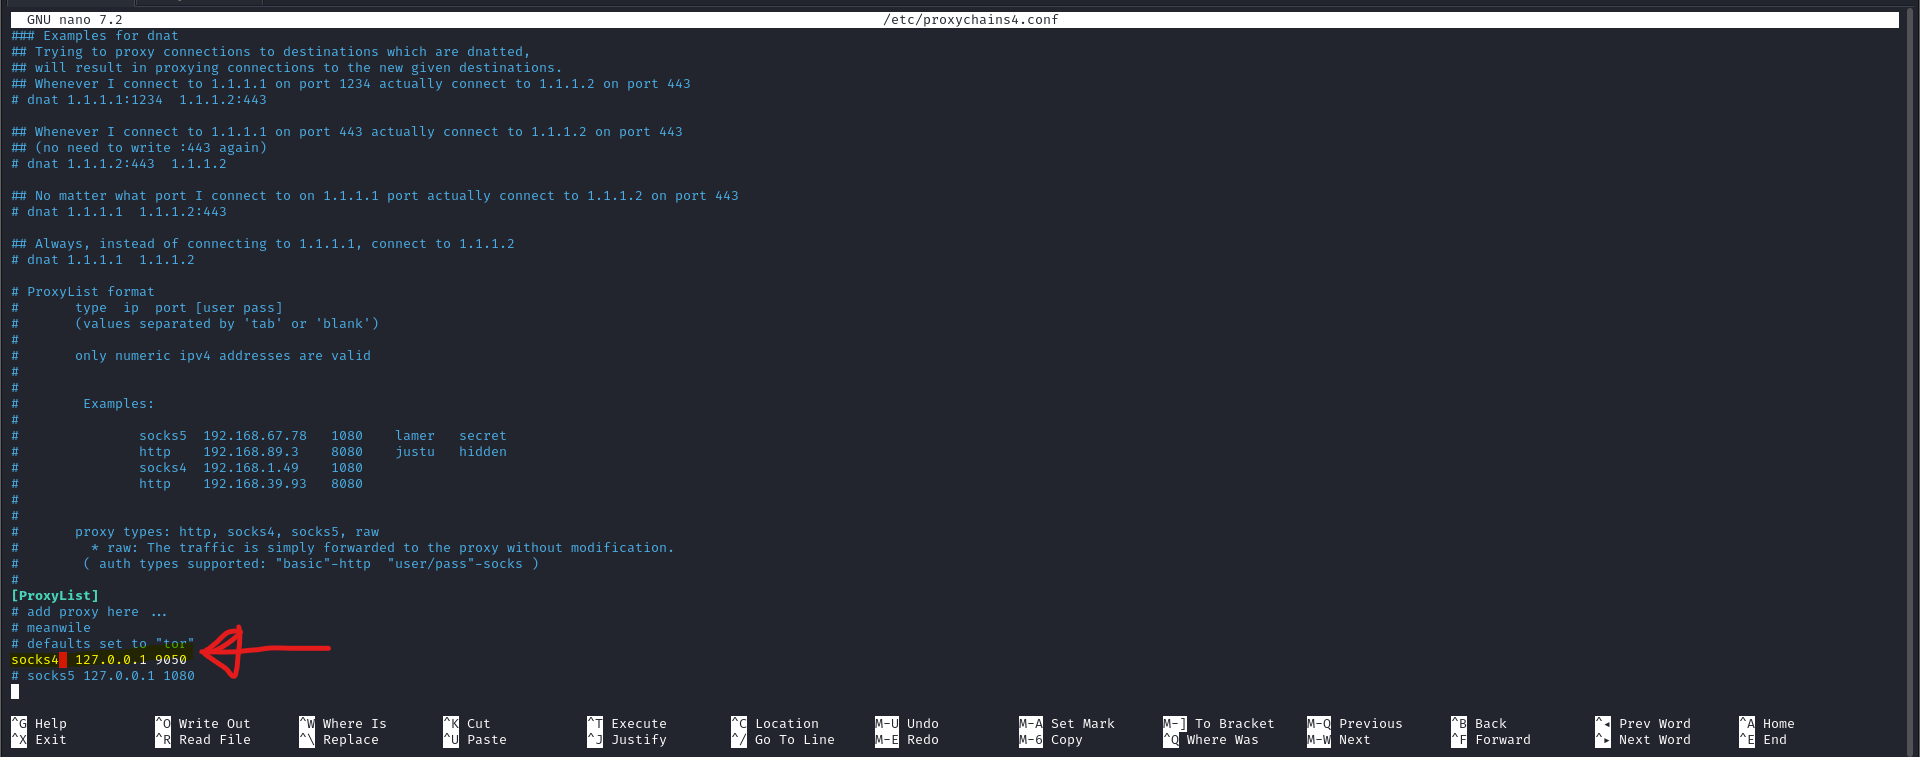 GNU nano 7.2 /etc/proxychains4.conf
### Examples for dnat
## Trying to proxy connections to destinations which are dnatted,
## will result in proxying connections to the new given destinations.
## Whenever I connect to 1.1.1.1 on port 1234 actually connect to 1.1.1.2 on port 443
# dnat 1.1.1.1:1234  1.1.1.2:443
## Whenever I connect to 1.1.1.1 on port 443 actually connect to 1.1.1.2 on port 443
## (no need to write :443 again)
# dnat 1.1.1.2:443  1.1.1.2
## No matter what port I connect to on 1.1.1.1 port actually connect to 1.1.1.2 on port 443
# dnat 1.1.1.1  1.1.1.2:443
## Always, instead of connecting to 1.1.1.1, connect to 1.1.1.2
# dnat 1.1.1.1  1.1.1.2
# ProxyList format
#       type  ip  port [user pass]
#       (values separated by 'tab' or 'blank')
#
#       only numeric ipv4 addresses are valid
#
#
#        Examples:
#
#               socks5  192.168.67.78   1080    lamer   secret
#               http    192.168.89.3    8080    justu   hidden
#               socks4  192.168.1.49    1080
#               http    192.168.39.93   8080
#
#
#       proxy types: http, socks4, socks5, raw
#         * raw: The traffic is simply forwarded to the proxy without modification.
#        ( auth types supported: "basic"-http  "user/pass"-socks )
#
[ProxyList]
# add proxy here ...
# meanwile
# defaults set to "tor"
socks4  127.0.0.1 9050
# socks5 127.0.0.1 1080
^G Help ^O Write Out ^W Where Is ^K Cut ^T Execute ^C Location M-U Undo M-A Set Mark M-] To Bracket M-Q Previous ^B Back ^◂ Prev Word ^A Home
^X Exit ^R Read File ^\ Replace ^U Paste ^J Justify ^/ Go To Line M-E Redo M-6 Copy ^Q Where Was M-W Next ^F Forward ^▸ Next Word ^E End